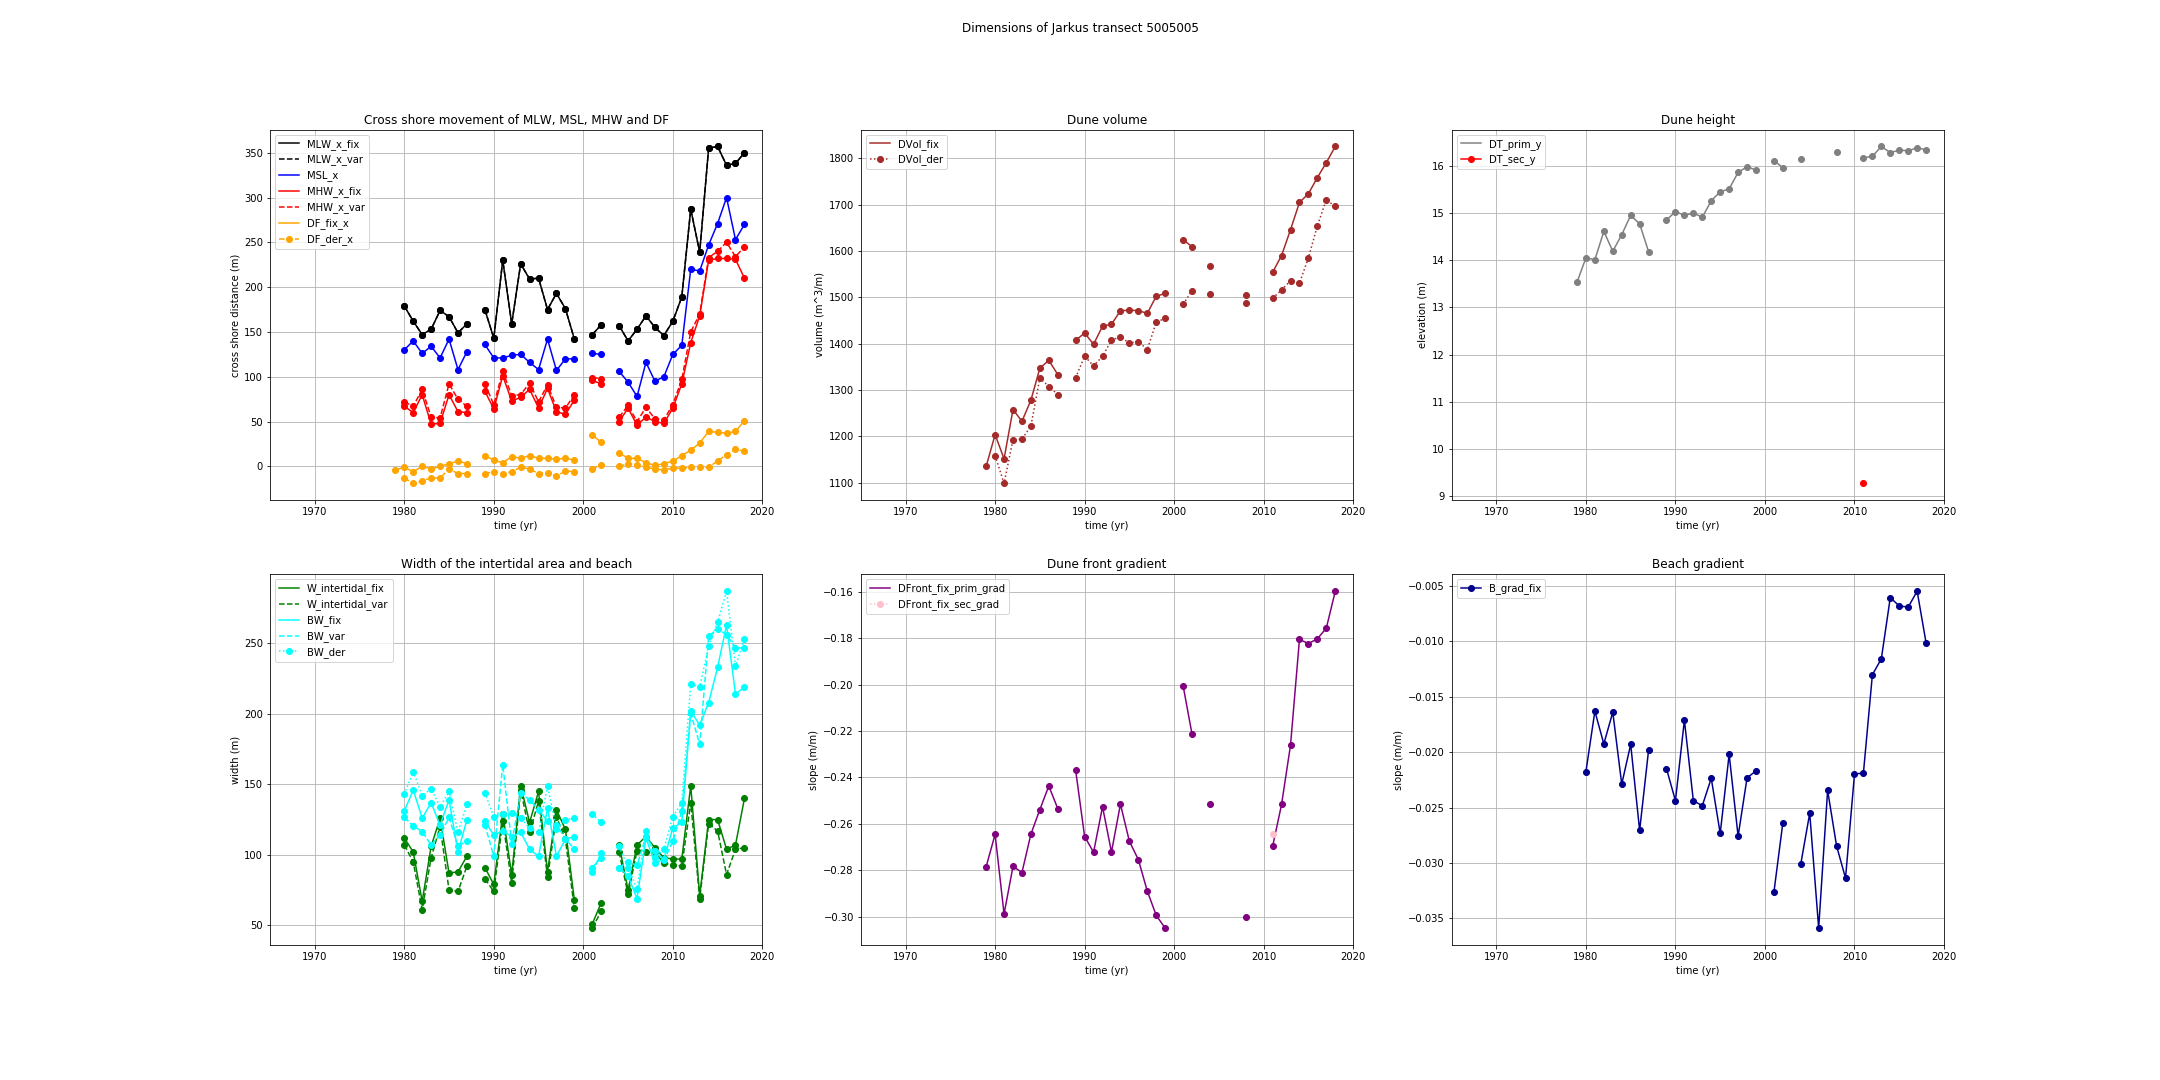 Dimensions of Jarkus transect 5005005
Cross shore movement of MLW, MSL, MHW and DF
MLW_x_fix
MLW_x_var
MSL_x
MHW_x_fix
MHW_x_var
DF_fix_x
DF_der_x
350
300
250
200
150
100
50
0
cross shore distance (m)
1970 1980 1990 2000 2010 2020
time (yr)
Dune volume
DVol_fix
DVol_der
1800
1700
1600
1500
1400
1300
1200
1100
volume (m^3/m)
1970 1980 1990 2000 2010 2020
time (yr)
Dune height
DT_prim_y
DT_sec_y
16
15
14
13
12
11
10
9
elevation (m)
1970 1980 1990 2000 2010 2020
time (yr)
Width of the intertidal area and beach
W_intertidal_fix
W_intertidal_var
BW_fix
BW_var
BW_der
250
200
150
100
50
width (m)
1970 1980 1990 2000 2010 2020
time (yr)
Dune front gradient
DFront_fix_prim_grad
DFront_fix_sec_grad
−0.16
−0.18
−0.20
−0.22
−0.24
−0.26
−0.28
−0.30
slope (m/m)
1970 1980 1990 2000 2010 2020
time (yr)
Beach gradient
B_grad_fix
−0.005
−0.010
−0.015
−0.020
−0.025
−0.030
−0.035
slope (m/m)
1970 1980 1990 2000 2010 2020
time (yr)